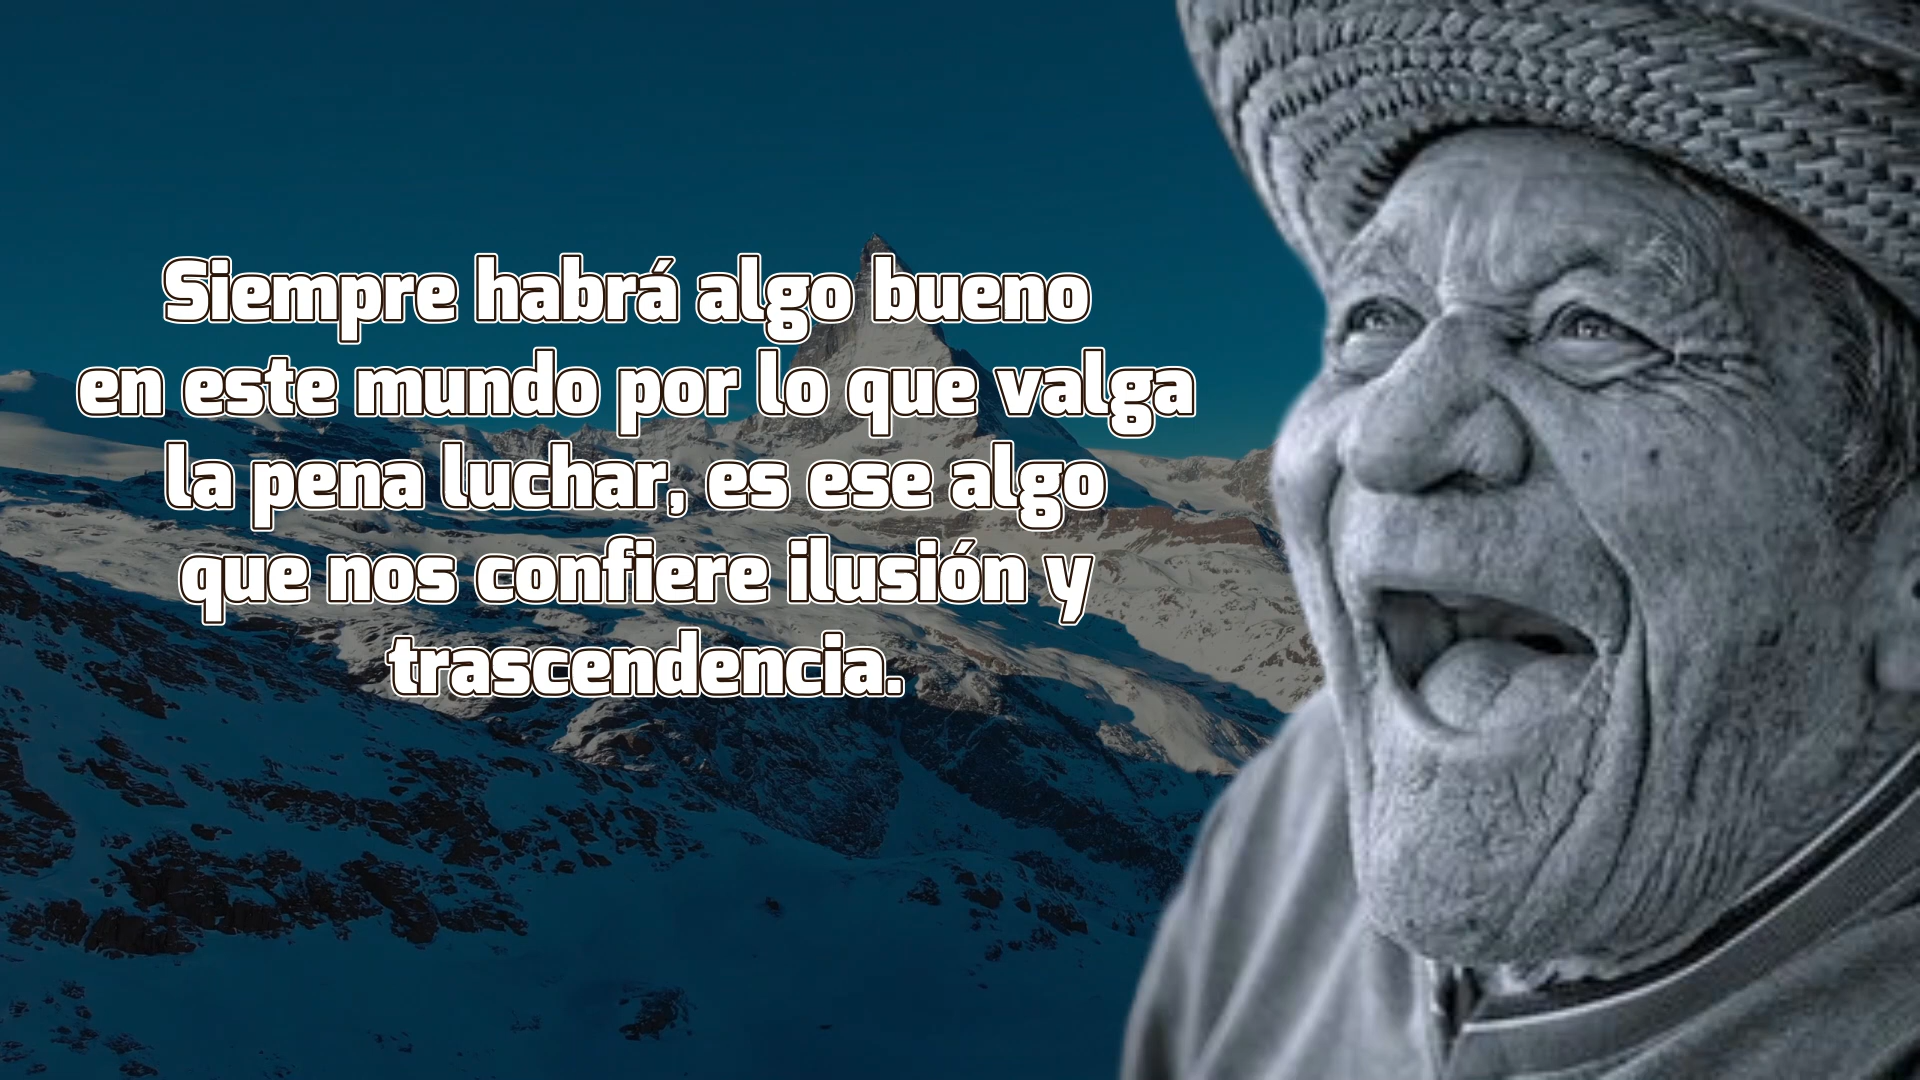 Siempre habrá algo bueno
en este mundo por lo que valga
la pena luchar, es ese algo
que nos confiere ilusión y
trascendencia.